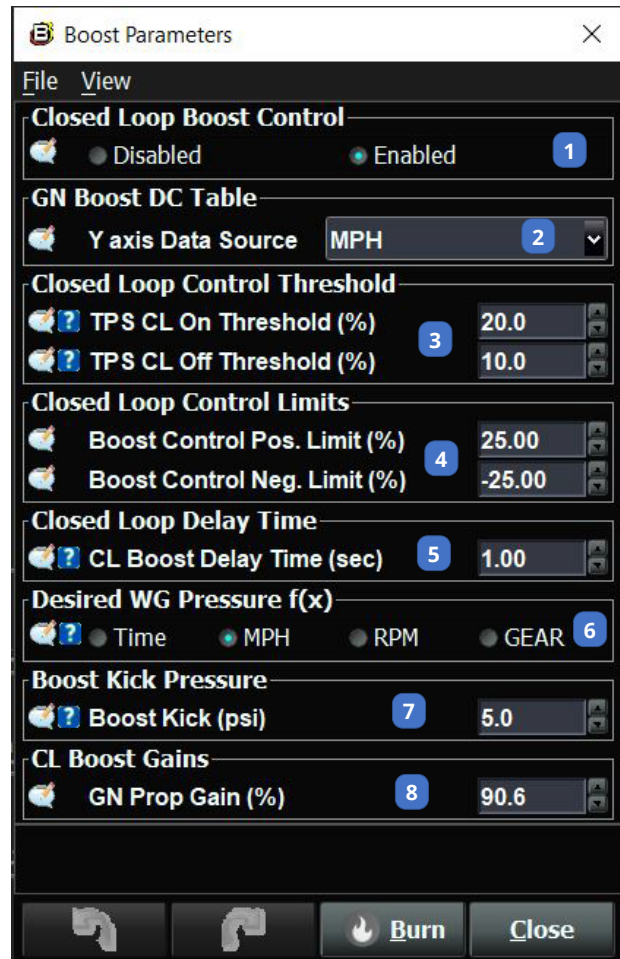 B Boost Parameters
File View
Closed Loop Boost Control
Disabled Enabled 1
GN Boost DC Table
Y axis Data Source MPH 2
Closed Loop Control Threshold
? TPS CL On Threshold (%) 20.0
3
? TPS CL Off Threshold (%) 10.0
Closed Loop Control Limits
Boost Control Pos. Limit (%) 25.00
4
Boost Control Neg. Limit (%) -25.00
Closed Loop Delay Time
? CL Boost Delay Time (sec) 5 1.00
Desired WG Pressure f(x)
? Time MPH RPM GEAR 6
Boost Kick Pressure
? Boost Kick (psi) 7 5.0
CL Boost Gains
GN Prop Gain (%) 8 90.6
Burn Close